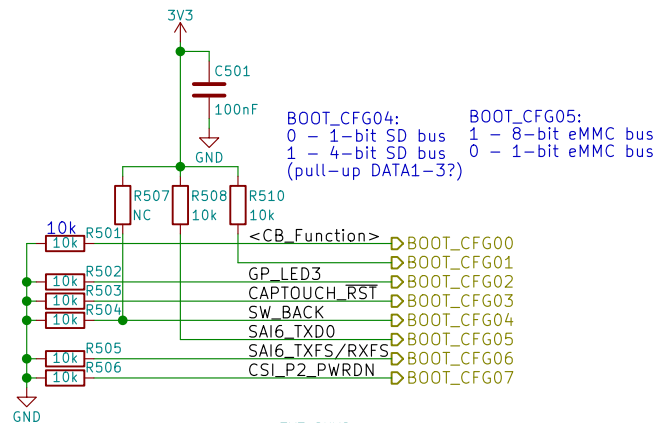 3V3
C501
100nF
GND
BOOT_CFG04:
0 - 1-bit SD bus
1 - 4-bit SD bus
(pull-up DATA1-3?)
BOOT_CFG05:
1 - 8-bit eMMC bus
0 - 1-bit eMMC bus
R507
NC
R508
10k
R510
10k
10k
R501
10k
<CB_Function>
BOOT_CFG00
BOOT_CFG01
R502
10k
GP_LED3
BOOT_CFG02
R503
10k
CAPTOUCH_RST
BOOT_CFG03
R504
10k
SW_BACK
BOOT_CFG04
SAI6_TXD0
BOOT_CFG05
R505
10k
SAI6_TXFS/RXFS
BOOT_CFG06
R506
10k
CSI_P2_PWRDN
BOOT_CFG07
GND